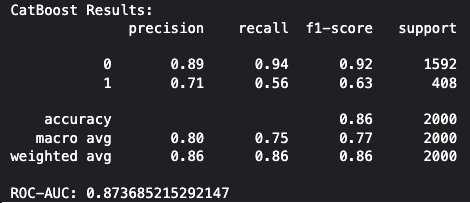 CatBoost Results:
precision recall f1-score support
0 0.89 0.94 0.92 1592
1 0.71 0.56 0.63 408
accuracy 0.86 2000
macro avg 0.80 0.75 0.77 2000
weighted avg 0.86 0.86 0.86 2000
ROC-AUC: 0.873685215292147